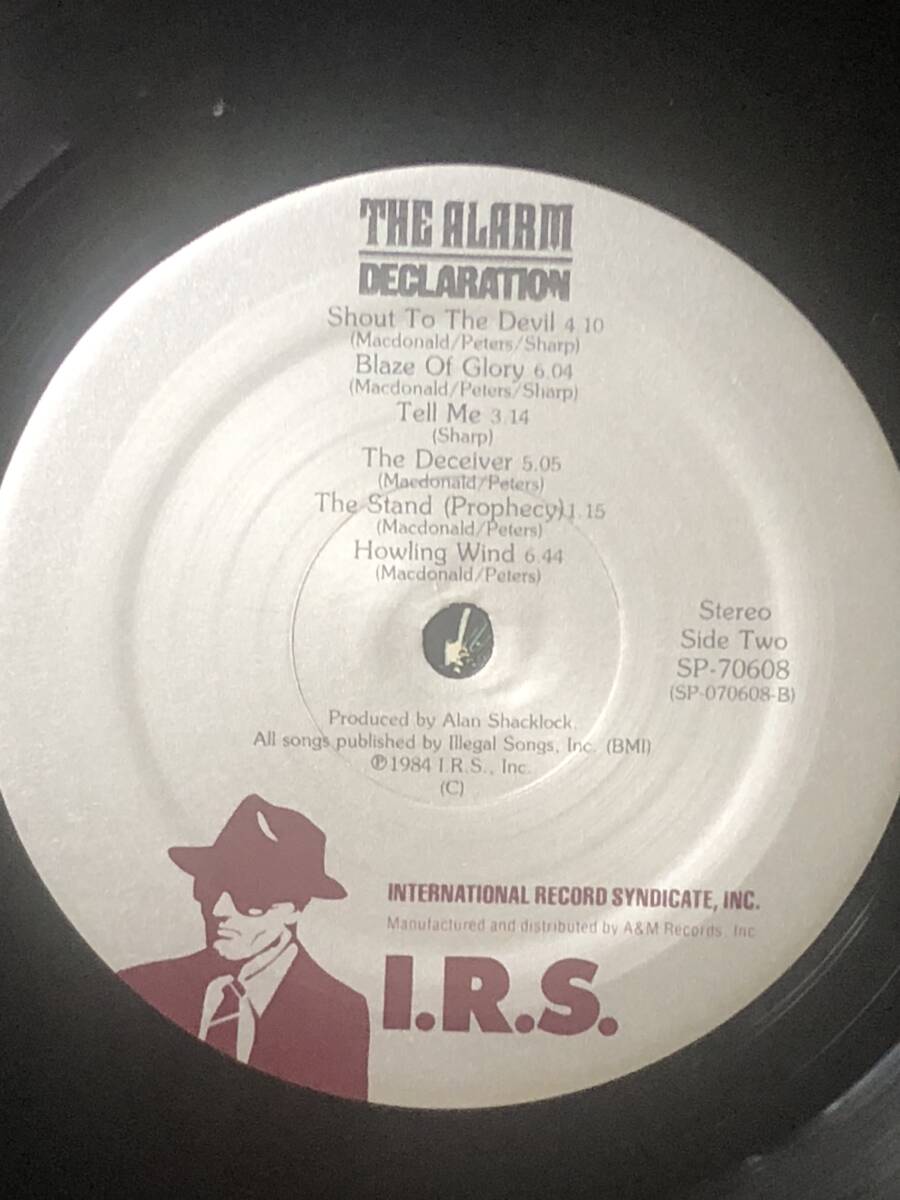 THE ALARM
DECLARATION
Shout To The Devil 4.10
(Macdonald/Peters/Sharp)
Blaze Of Glory 6.04
(Macdonald/Peters/Sharp)
Tell Me 3.14
(Sharp)
The Deceiver 5.05
(Macdonald/Peters)
The Stand (Prophecy) 1.15
(Macdonald/Peters)
Howling Wind 6.44
(Macdonald/Peters)
Stereo
Side Two
SP-70608
(SP-070608-B)
Produced by Alan Shacklock.
All songs published by Illegal Songs, Inc. (BMI)
℗1984 I.R.S., Inc.
(C)
INTERNATIONAL RECORD SYNDICATE, INC.
Manufactured and distributed by A&M Records, Inc.
I.R.S.